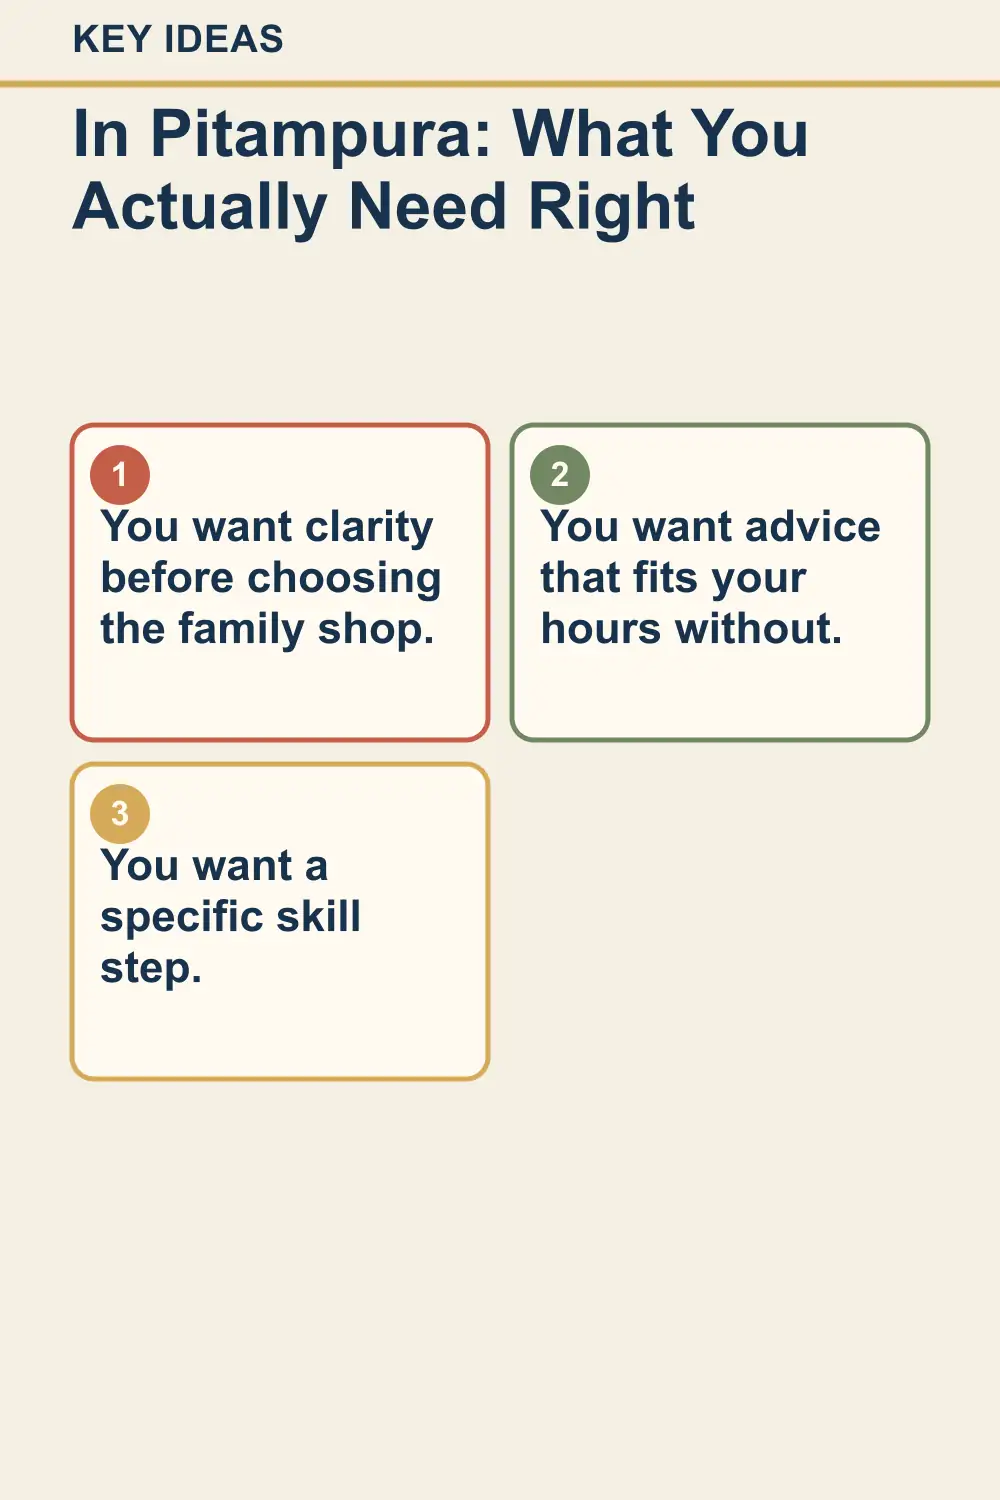 KEY IDEAS
In Pitampura: What You
Actually Need Right
1
You want clarity
before choosing
the family shop.
2
You want advice
that fits your
hours without.
3
You want a
specific skill
step.